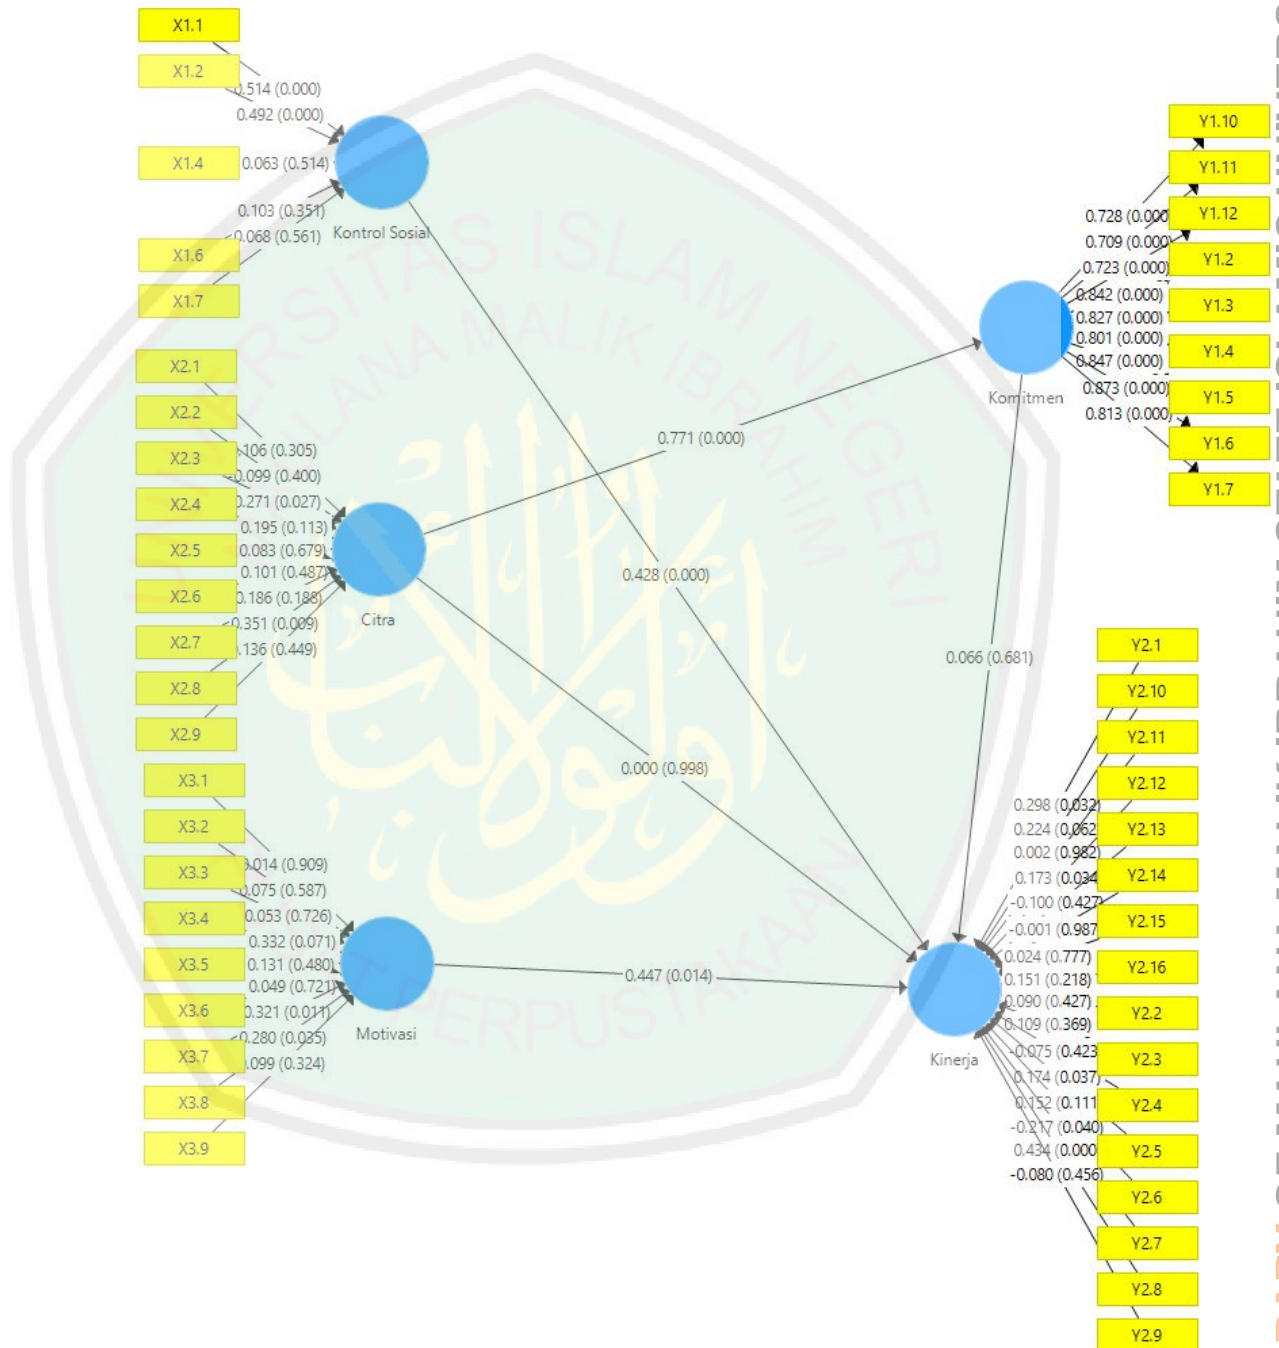 X1.1
X1.2
X1.4
X1.6
X1.7
0.514 (0.000)
0.492 (0.000)
0.063 (0.514)
0.103 (0.351)
0.068 (0.561)
Kontrol Sosial
X2.1
X2.2
X2.3
X2.4
X2.5
X2.6
X2.7
X2.8
X2.9
0.106 (0.305)
-0.099 (0.400)
0.271 (0.027)
0.195 (0.113)
0.083 (0.679)
0.101 (0.487)
0.186 (0.188)
0.351 (0.009)
0.136 (0.449)
Citra
X3.1
X3.2
X3.3
X3.4
X3.5
X3.6
X3.7
X3.8
X3.9
0.014 (0.909)
0.075 (0.587)
0.053 (0.726)
0.332 (0.071)
0.131 (0.480)
0.049 (0.721)
0.321 (0.011)
0.280 (0.035)
0.099 (0.324)
Motivasi
0.771 (0.000)
0.428 (0.000)
0.000 (0.998)
0.447 (0.014)
0.066 (0.681)
Komitmen
0.728 (0.000
0.709 (0.000)
0.723 (0.000)
0.842 (0.000)
0.827 (0.000)
0.801 (0.000)
0.847 (0.000)
0.873 (0.000)
0.813 (0.000)
Y1.10
Y1.11
Y1.12
Y1.2
Y1.3
Y1.4
Y1.5
Y1.6
Y1.7
Kinerja
0.298 (0.032)
0.224 (0.062
0.002 (0.982)
0.173 (0.034
-0.100 (0.427)
-0.001 (0.987
0.024 (0.777)
0.151 (0.218)
0.090 (0.427)
0.109 (0.369)
-0.075 (0.423
0.174 (0.037)
0.152 (0.111
-0.217 (0.040)
0.434 (0.000
-0.080 (0.456)
Y2.1
Y2.10
Y2.11
Y2.12
Y2.13
Y2.14
Y2.15
Y2.16
Y2.2
Y2.3
Y2.4
Y2.5
Y2.6
Y2.7
Y2.8
Y2.9
UNIVERSITAS ISLAM NEGERI
MAULANA MALIK IBRAHIM
PERPUSTAKAAN